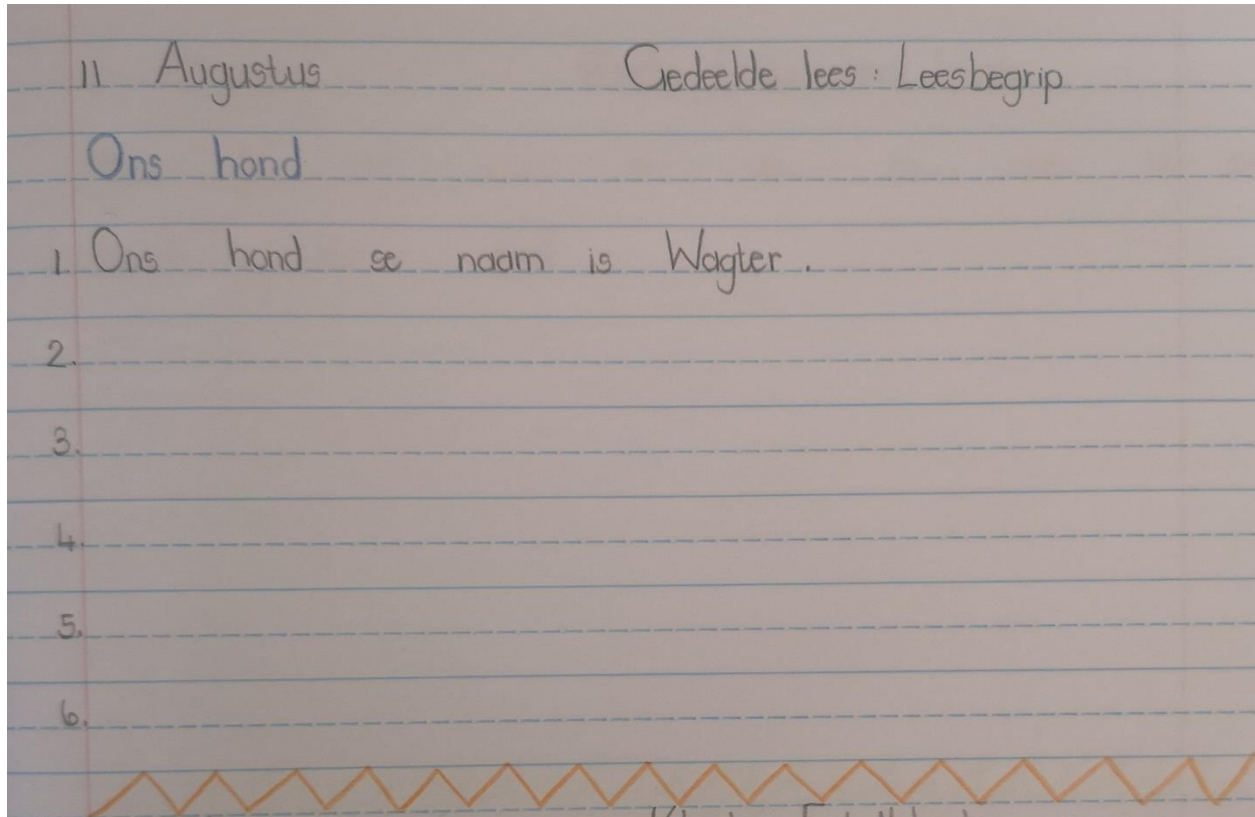 11 Augustus Gedeelde lees : Leesbegrip
Ons hond
1. Ons hond se naam is Wagter.
2.
3.
4.
5.
6.